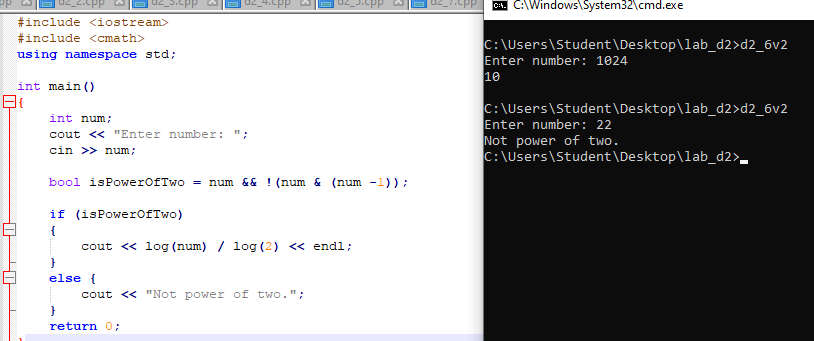 d2_2.cpp d2_3.cpp d2_4.cpp d2_5.cpp d2_7.cpp
#include <iostream>
#include <cmath>
using namespace std;
int main()
{
int num;
cout << "Enter number: ";
cin >> num;
bool isPowerOfTwo = num && !(num & (num -1));
if (isPowerOfTwo)
{
cout << log(num) / log(2) << endl;
}
else {
cout << "Not power of two.";
}
return 0;
C:\Windows\System32\cmd.exe
C:\Users\Student\Desktop\lab_d2>d2_6v2
Enter number: 1024
10
C:\Users\Student\Desktop\lab_d2>d2_6v2
Enter number: 22
Not power of two.
C:\Users\Student\Desktop\lab_d2>